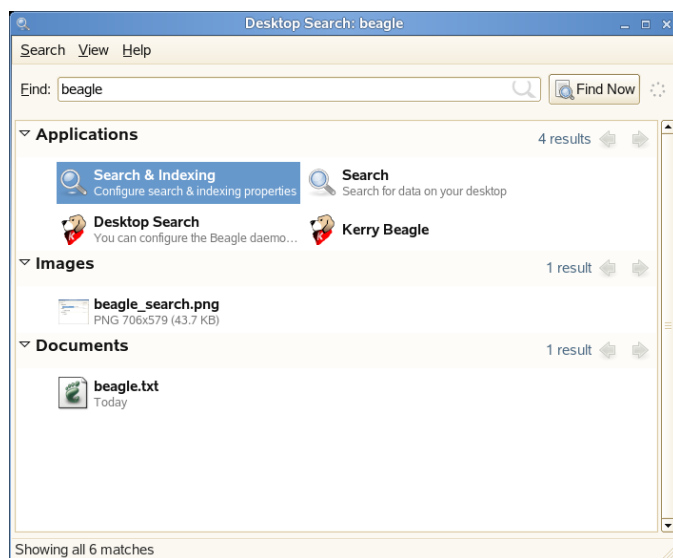 Desktop Search: beagle
Search View Help
Find: beagle Find Now
Applications 4 results
Search & Indexing
Configure search & indexing properties
Search
Search for data on your desktop
Desktop Search
You can configure the Beagle daemo...
Kerry Beagle
Images 1 result
beagle_search.png
PNG 706x579 (43.7 KB)
Documents 1 result
beagle.txt
Today
Showing all 6 matches